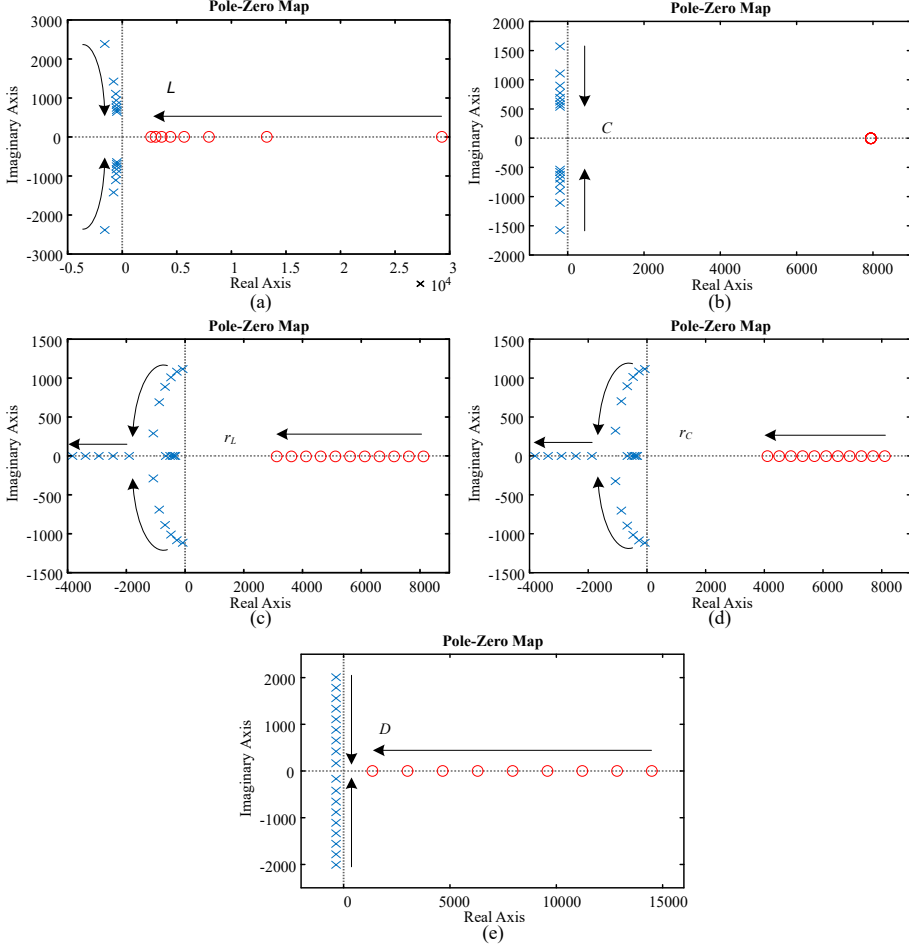 Pole-Zero Map
3000
2000
1000
0
-1000
-2000
-3000
Imaginary Axis
L
-0.5 0 0.5 1 1.5 2 2.5 3
Real Axis
× 10^4
(a)
Pole-Zero Map
2000
1500
1000
500
0
-500
-1000
-1500
-2000
Imaginary Axis
C
0 2000 4000 6000 8000
Real Axis
(b)
Pole-Zero Map
1500
1000
500
0
-500
-1000
-1500
Imaginary Axis
r_L
-4000 -2000 0 2000 4000 6000 8000
Real Axis
(c)
Pole-Zero Map
1500
1000
500
0
-500
-1000
-1500
Imaginary Axis
r_C
-4000 -2000 0 2000 4000 6000 8000
Real Axis
(d)
Pole-Zero Map
2000
1000
0
-1000
-2000
Imaginary Axis
D
0 5000 10000 15000
Real Axis
(e)